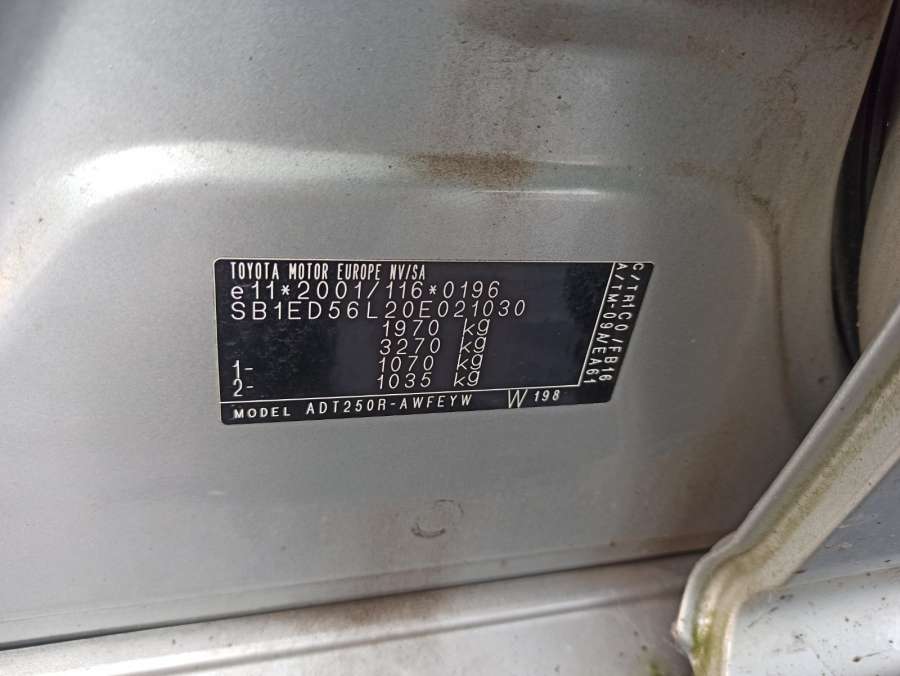 TOYOTA MOTOR EUROPE NV/SA
e11*2001/116*0196
SB1ED56L20E021030
1970 kg
3270 kg
1- 1070 kg
2- 1035 kg
MODEL ADT250R-AWFEYW W 198
C/TR1C0/FB16
A/TM-09A/EA61